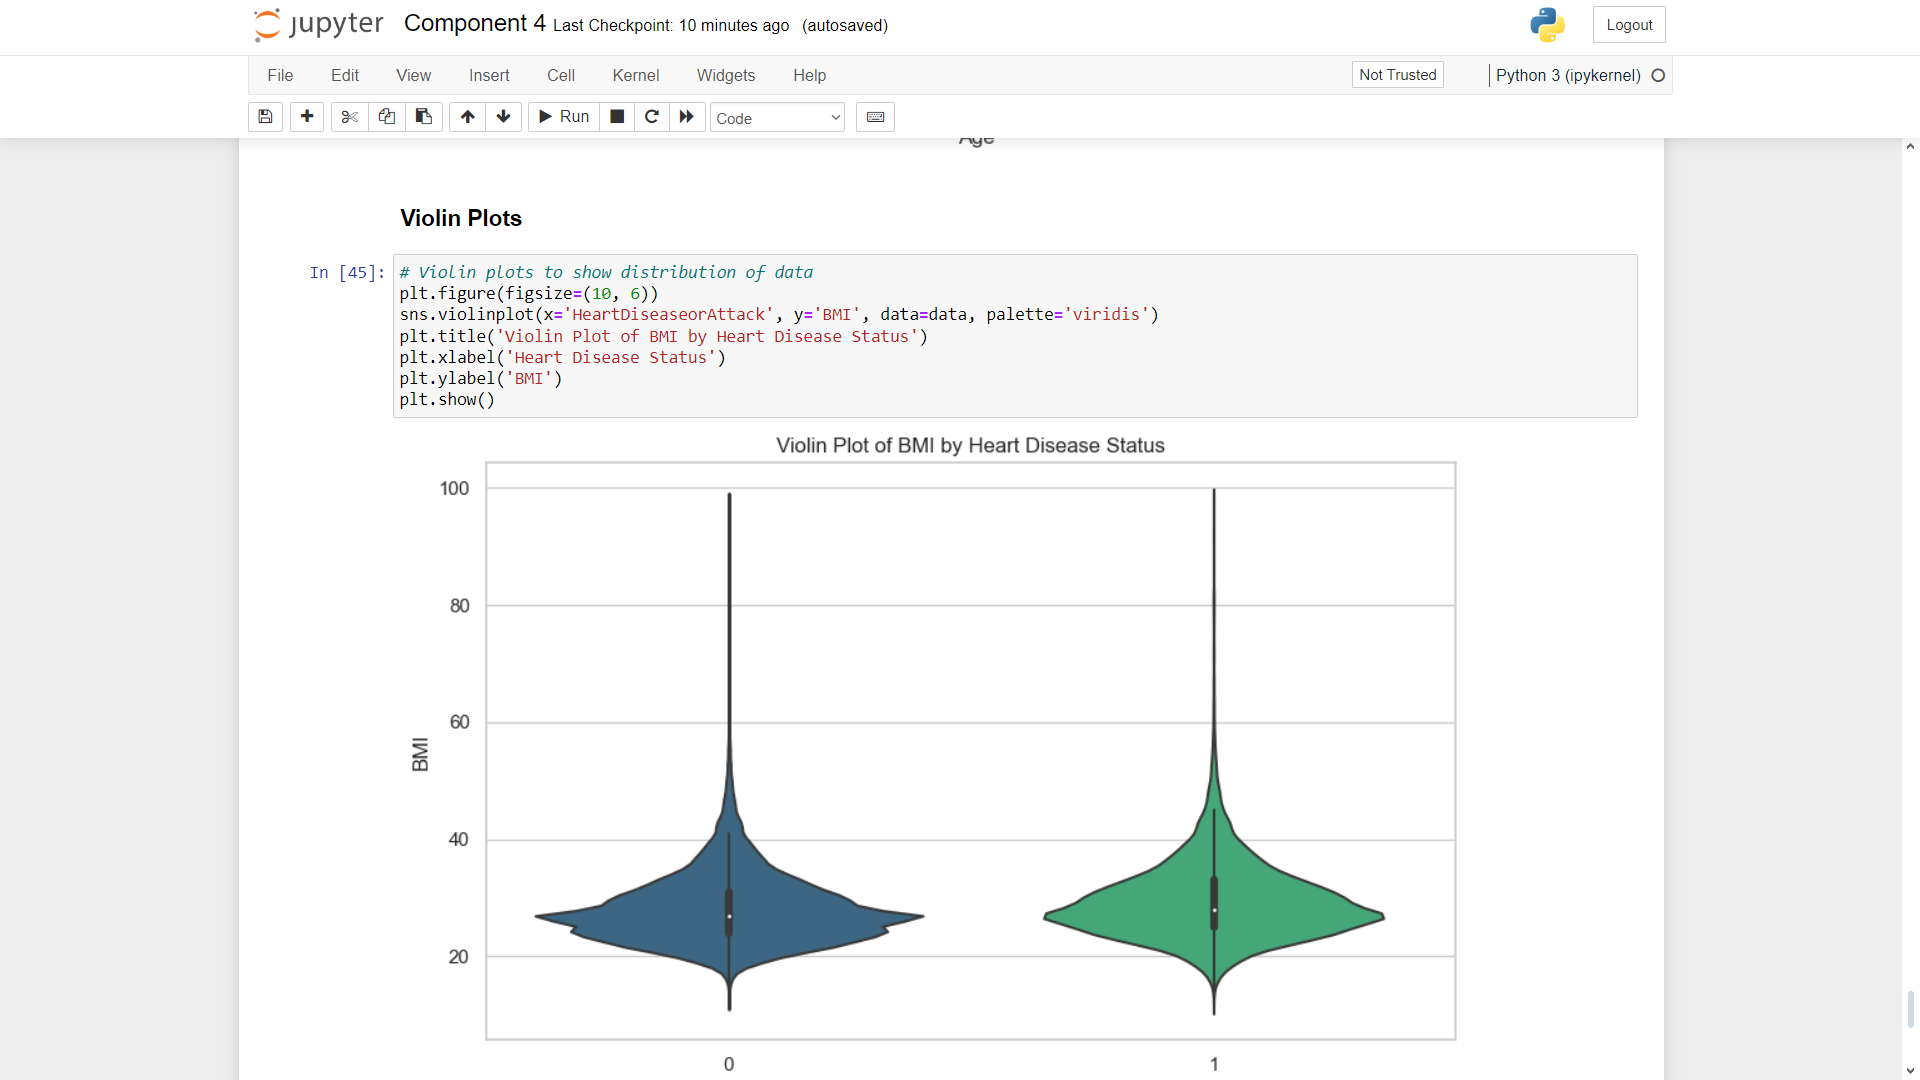 jupyter Component 4 Last Checkpoint: 10 minutes ago (autosaved) Logout
File Edit View Insert Cell Kernel Widgets Help Not Trusted Python 3 (ipykernel)
Run Code
Age
Violin Plots
In [45]: # Violin plots to show distribution of data
plt.figure(figsize=(10, 6))
sns.violinplot(x='HeartDiseaseorAttack', y='BMI', data=data, palette='viridis')
plt.title('Violin Plot of BMI by Heart Disease Status')
plt.xlabel('Heart Disease Status')
plt.ylabel('BMI')
plt.show()
Violin Plot of BMI by Heart Disease Status
100
80
60
BMI
40
20
0 1